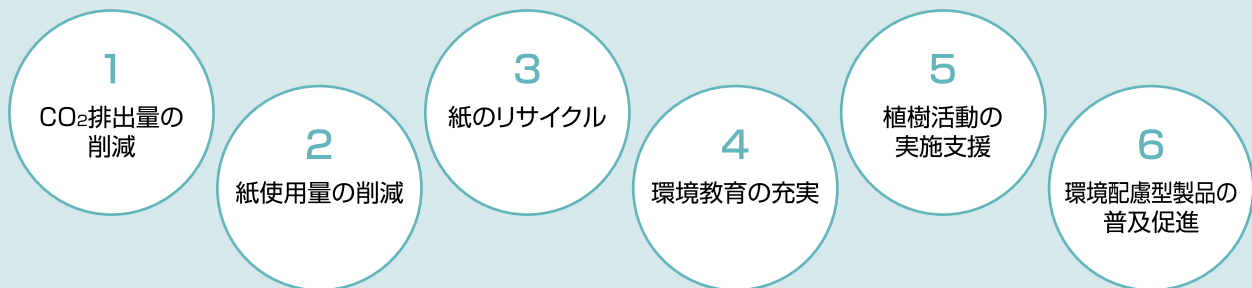 1
CO₂排出量の
削減
2
紙使用量の削減
3
紙のリサイクル
4
環境教育の充実
5
植樹活動の
実施支援
6
環境配慮型製品の
普及促進